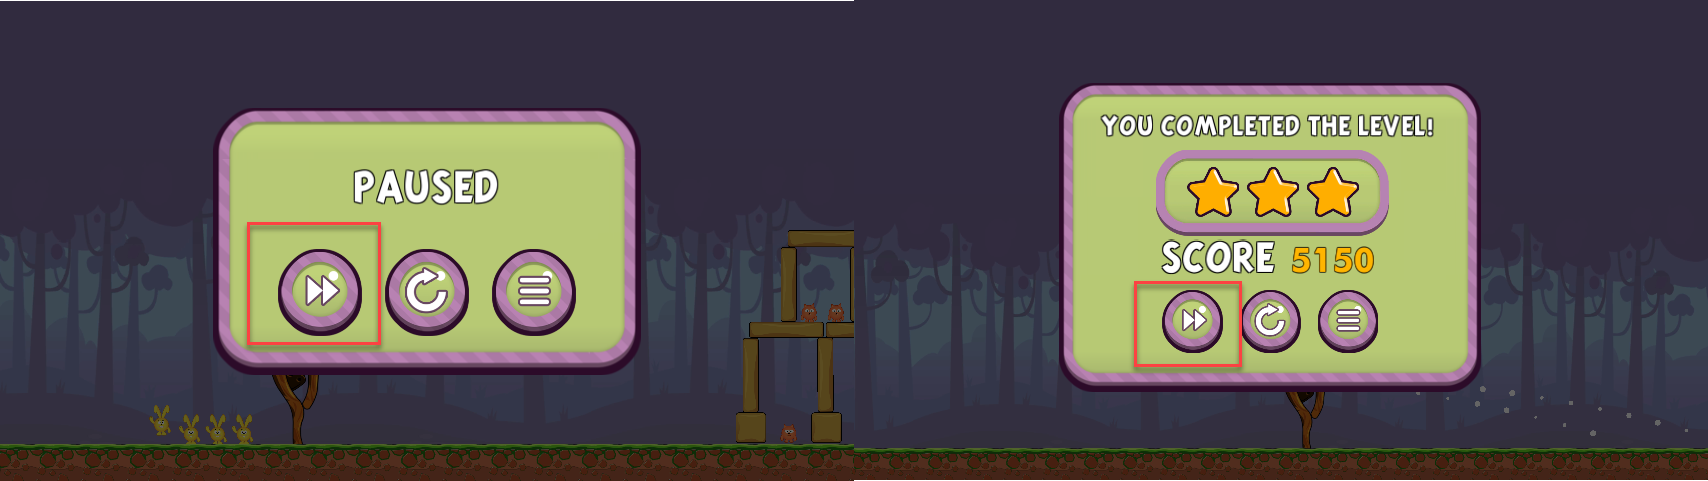 PAUSED
YOU COMPLETED THE LEVEL!
SCORE 5150